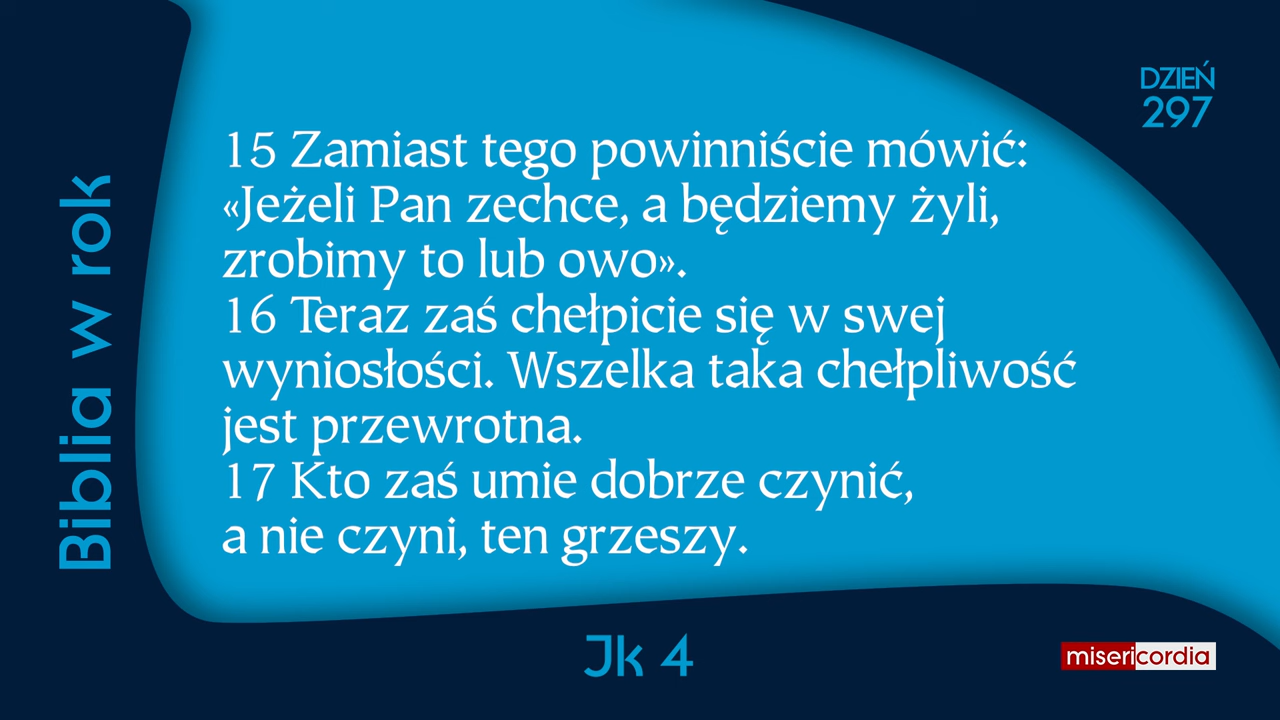 DZIEŃ
297
15 Zamiast tego powinniście mówić:
«Jeżeli Pan zechce, a będziemy żyli,
zrobimy to lub owo».
16 Teraz zaś chełpicie się w swej
wyniosłości. Wszelka taka chełpliwość
jest przewrotna.
17 Kto zaś umie dobrze czynić,
a nie czyni, ten grzeszy.
Biblia w rok
Jk 4
misericordia